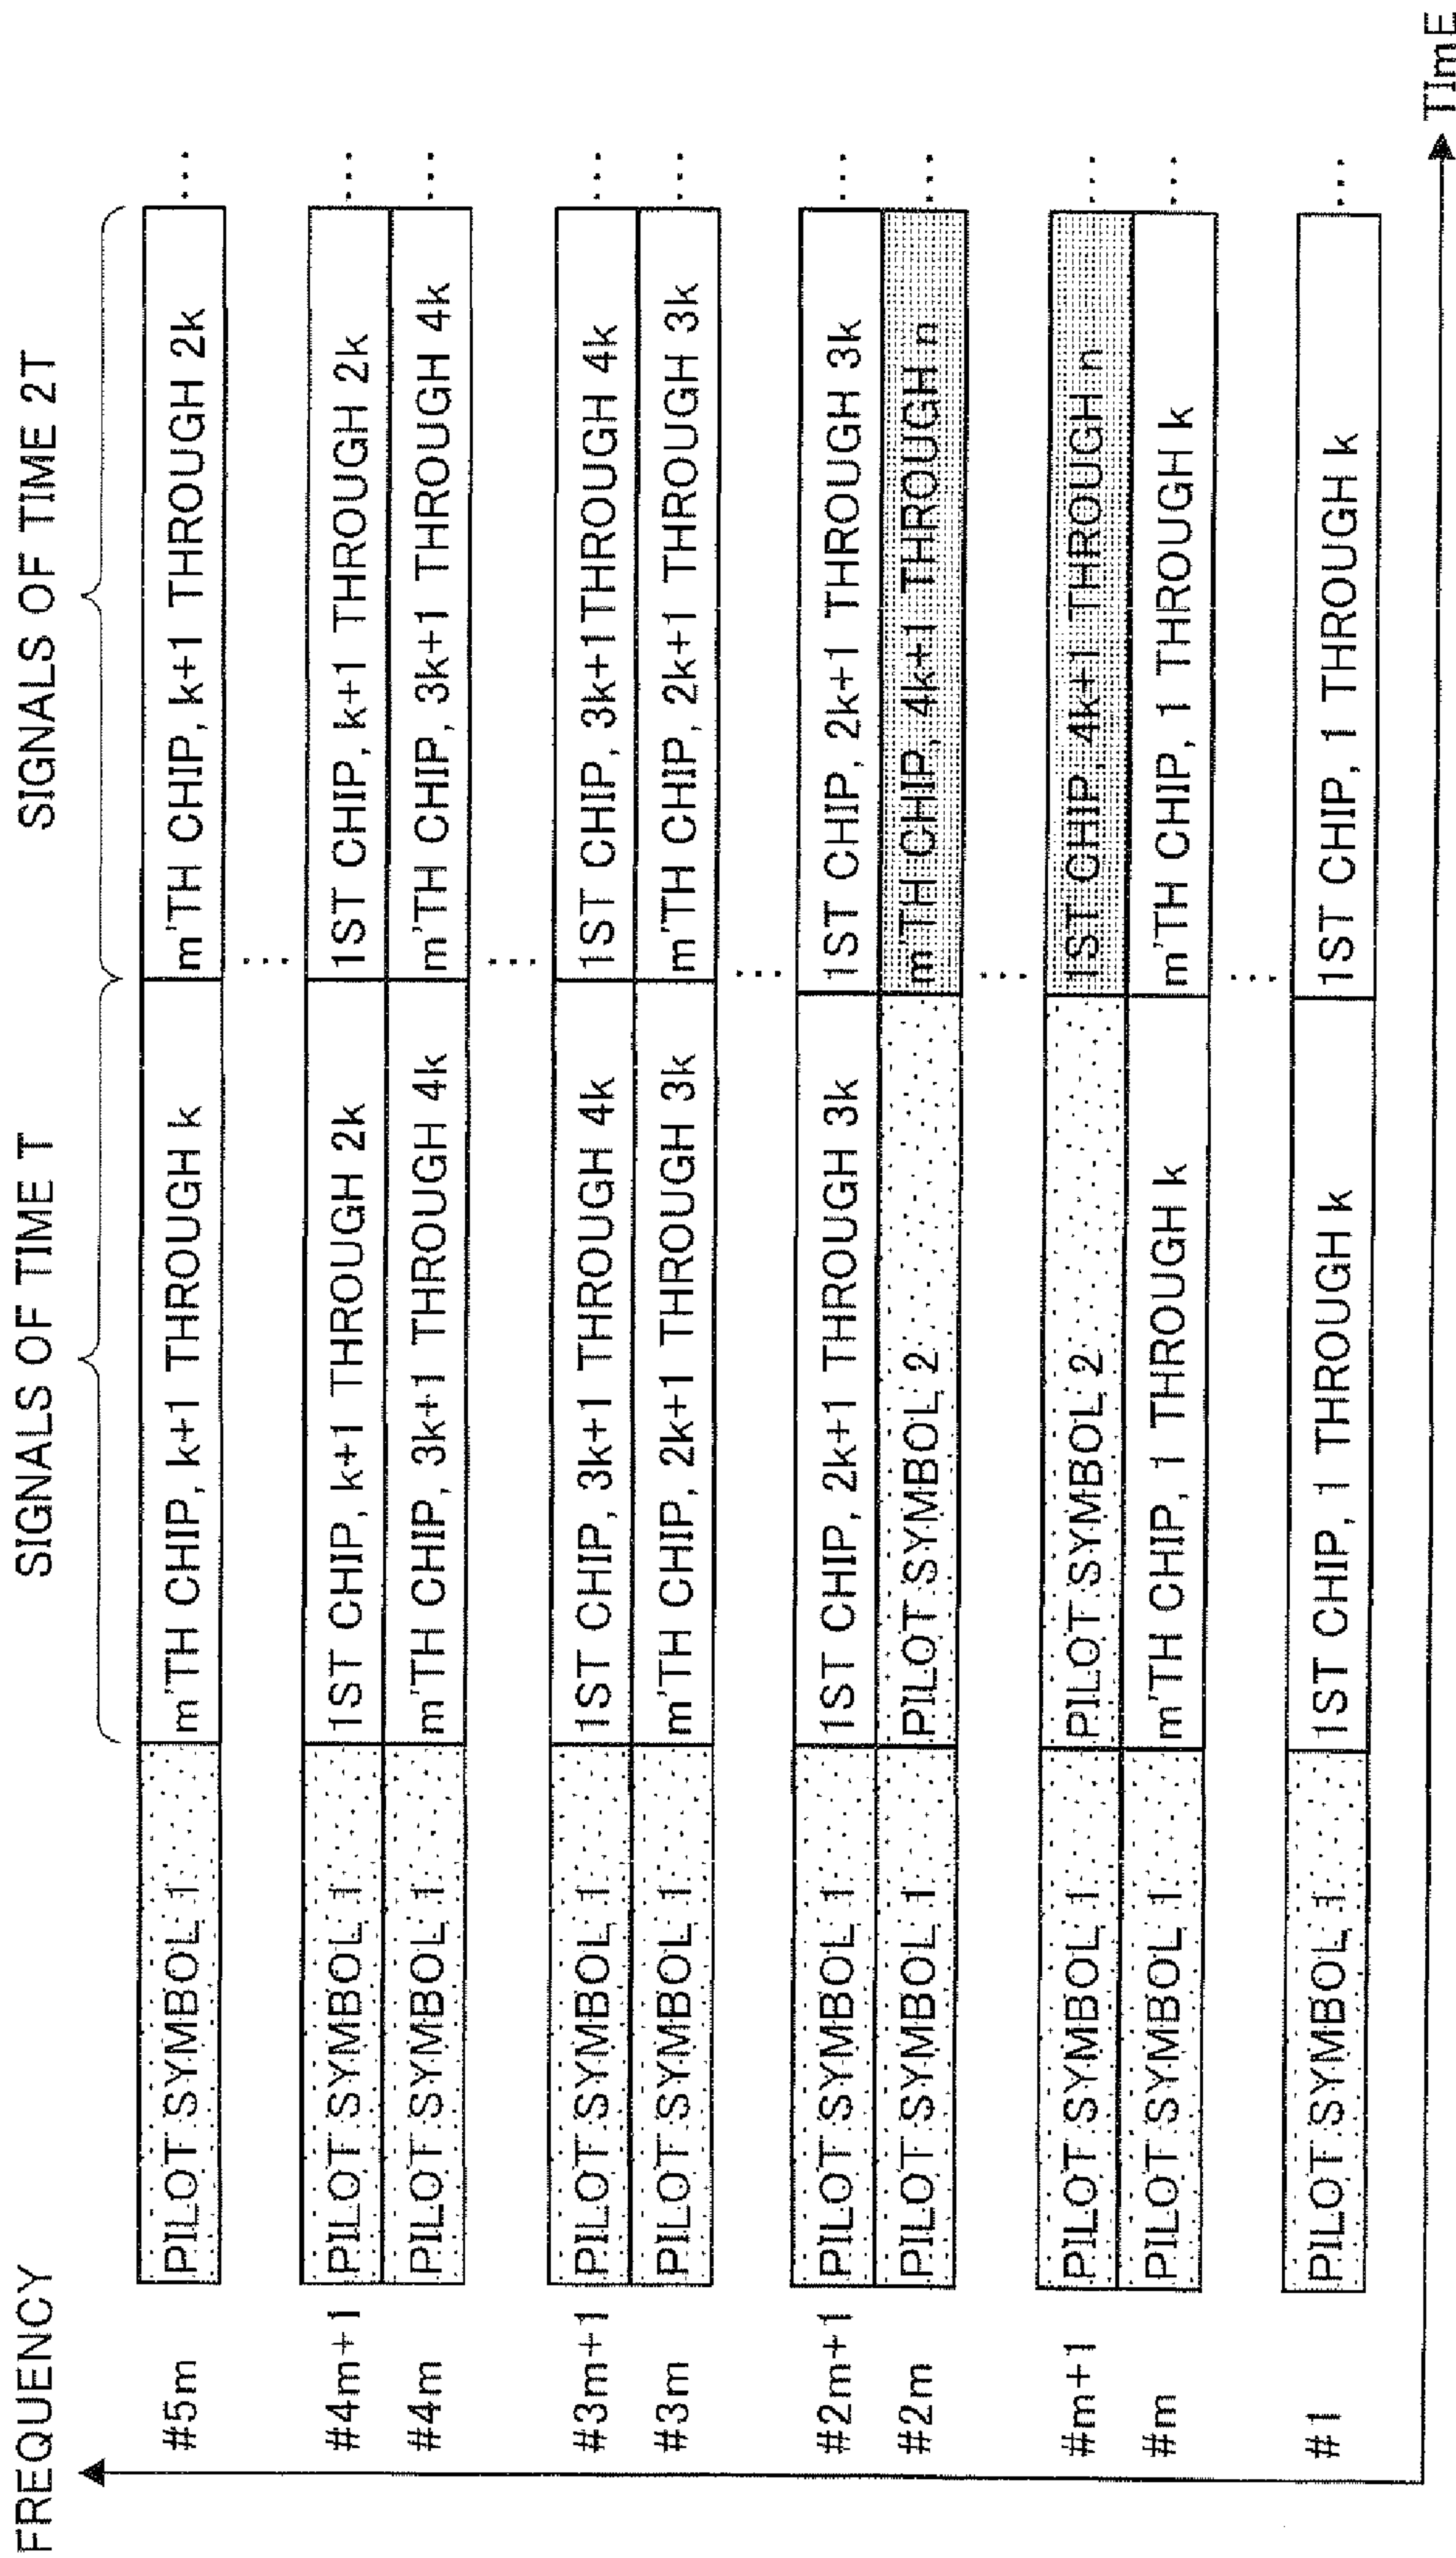 FREQUENCY
SIGNALS OF TIME T
SIGNALS OF TIME 2T
#5m PILOT SYMBOL 1 m'TH CHIP, k+1 THROUGH k m'TH CHIP, k+1 THROUGH 2k ...
... 
#4m+1 PILOT SYMBOL 1 1ST CHIP, k+1 THROUGH 2k 1ST CHIP, k+1 THROUGH 2k ...
#4m PILOT SYMBOL 1 m'TH CHIP, 3k+1 THROUGH 4k m'TH CHIP, 3k+1 THROUGH 4k ...
...
#3m+1 PILOT SYMBOL 1 1ST CHIP, 3k+1 THROUGH 4k 1ST CHIP, 3k+1THROUGH 4k ...
#3m PILOT SYMBOL 1 m'TH CHIP, 2k+1 THROUGH 3k m'TH CHIP, 2k+1 THROUGH 3k ...
...
#2m+1 PILOT SYMBOL 1 1ST CHIP, 2k+1 THROUGH 3k 1ST CHIP, 2k+1 THROUGH 3k ...
#2m PILOT SYMBOL 1 PILOT SYMBOL 2 m'TH CHIP, 4k+1 THROUGH n ...
...
#m+1 PILOT SYMBOL 1 PILOT SYMBOL 2 1ST CHIP, 4k+1 THROUGH n ...
#m PILOT SYMBOL 1 m'TH CHIP, 1 THROUGH k m'TH CHIP, 1 THROUGH k ...
...
#1 PILOT SYMBOL 1 1ST CHIP, 1 THROUGH k 1ST CHIP, 1 THROUGH k ...
TImE